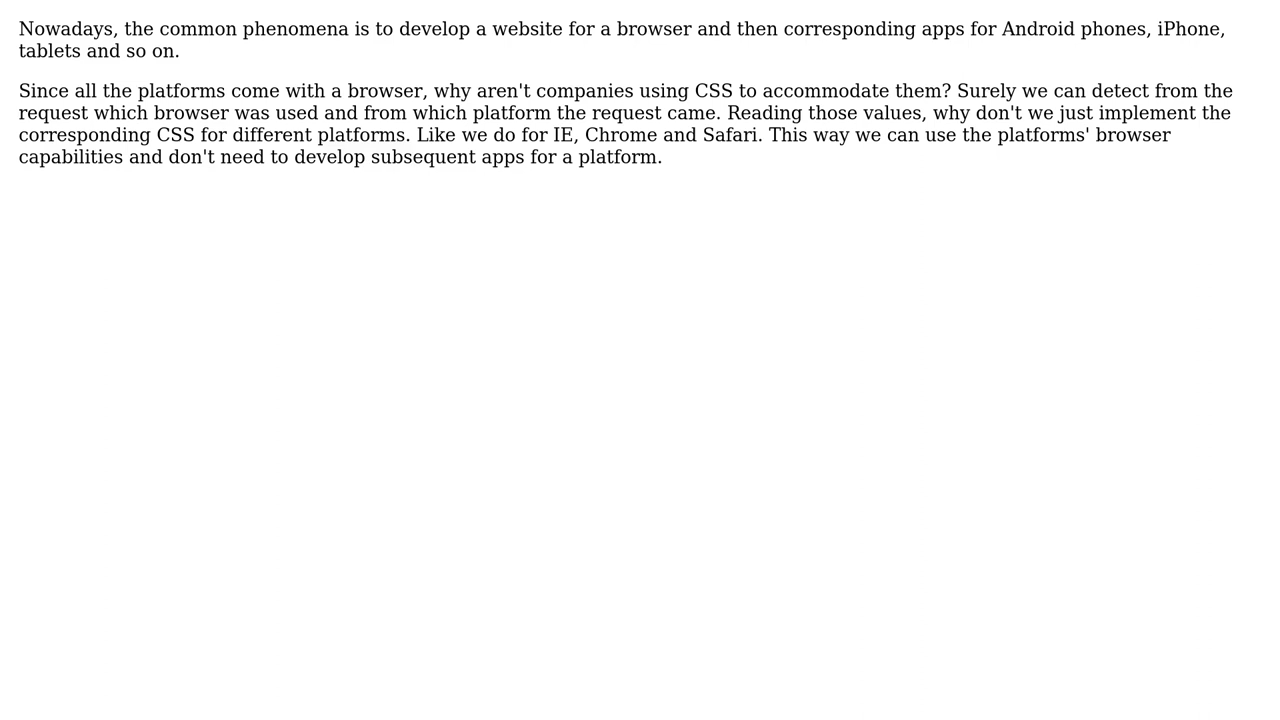 Nowadays, the common phenomena is to develop a website for a browser and then corresponding apps for Android phones, iPhone,
tablets and so on.
Since all the platforms come with a browser, why aren't companies using CSS to accommodate them? Surely we can detect from the
request which browser was used and from which platform the request came. Reading those values, why don't we just implement the
corresponding CSS for different platforms. Like we do for IE, Chrome and Safari. This way we can use the platforms' browser
capabilities and don't need to develop subsequent apps for a platform.